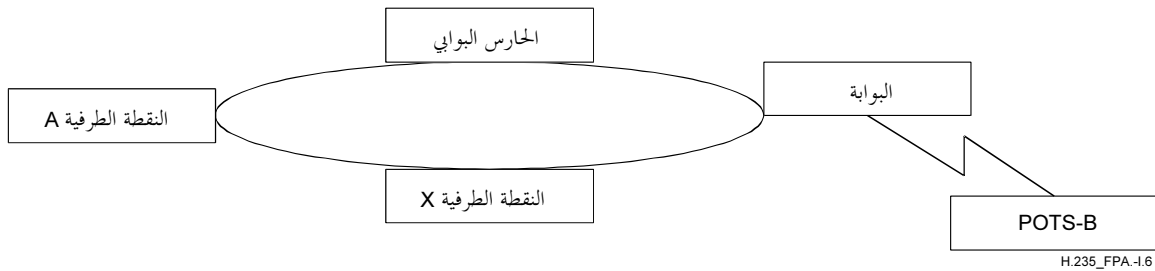 الحارس البوابي
البوابة
النقطة الطرفية A
النقطة الطرفية X
POTS-B
H.235_FPA.-I.6